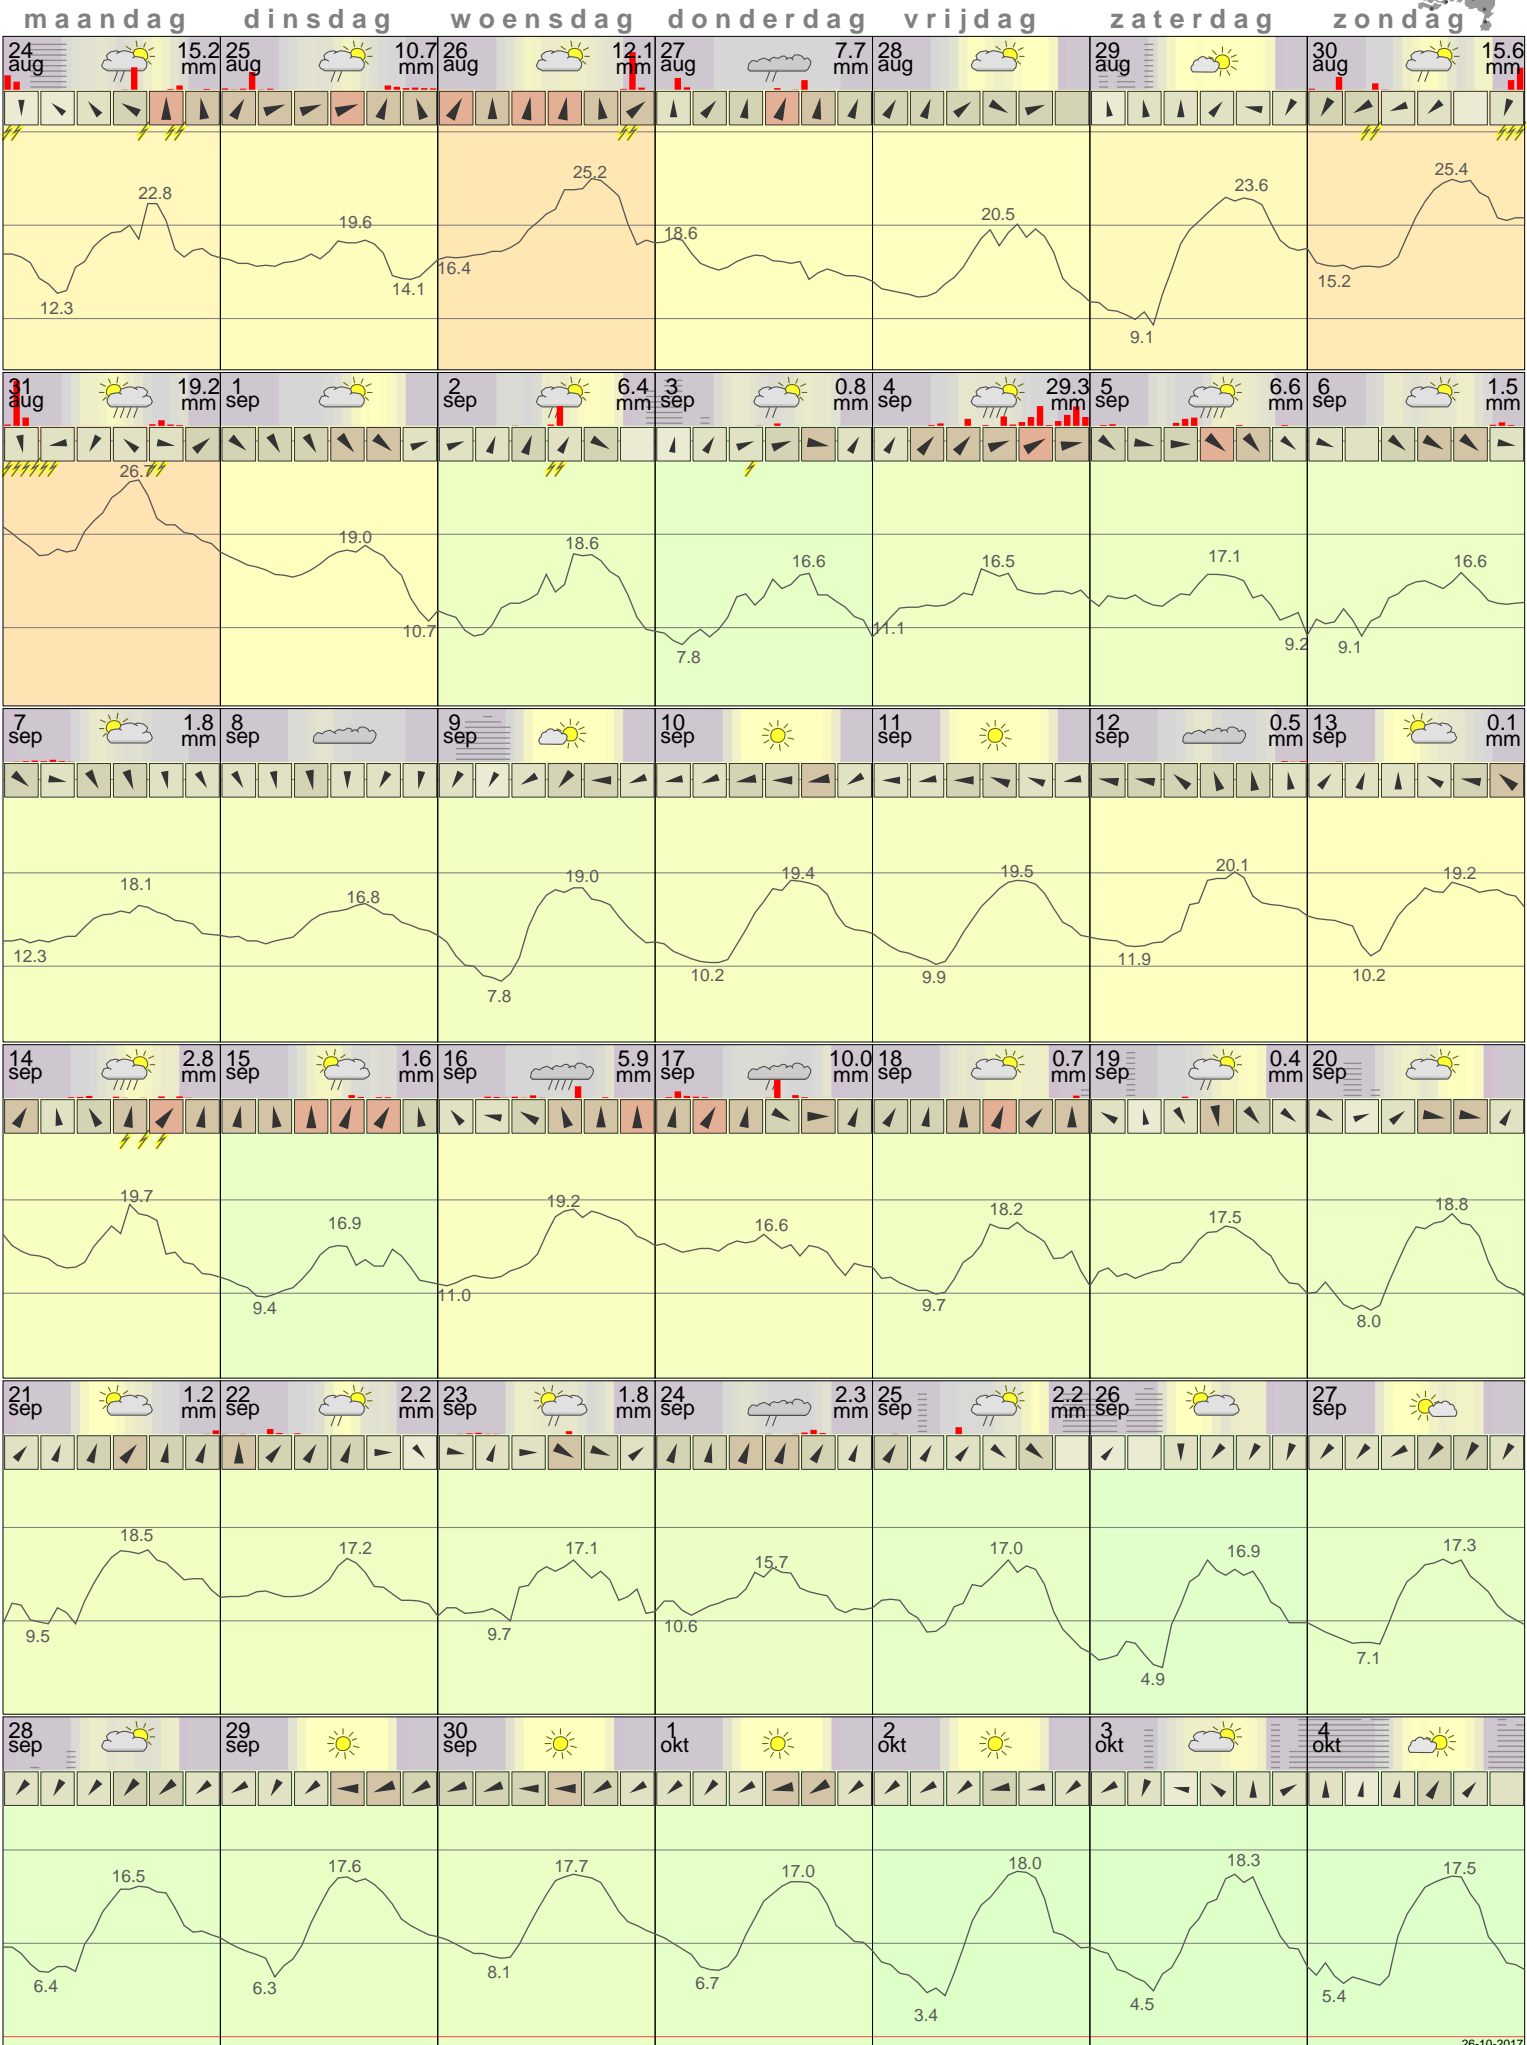 maandag dinsdag woensdag donderdag vrijdag zaterdag zondag
24 aug 15.2 mm 25 aug 10.7 mm 26 aug 12.1 mm 27 aug 7.7 mm 28 aug 29 aug 30 aug 15.6 mm
22.8 12.3 19.6 14.1 25.2 16.4 18.6 20.5 23.6 9.1 25.4 15.2
31 aug 19.2 mm 1 sep 2 sep 6.4 mm 3 sep 0.8 mm 4 sep 29.3 mm 5 sep 6.6 mm 6 sep 1.5 mm
26.7 19.0 10.7 18.6 16.6 7.8 16.5 11.1 17.1 9.2 16.6 9.1
7 sep 1.8 mm 8 sep 9 sep 10 sep 11 sep 12 sep 0.5 mm 13 sep 0.1 mm
18.1 12.3 16.8 19.0 7.8 19.4 10.2 19.5 9.9 20.1 11.9 19.2 10.2
14 sep 2.8 mm 15 sep 1.6 mm 16 sep 5.9 mm 17 sep 10.0 mm 18 sep 0.7 mm 19 sep 0.4 mm 20 sep
19.7 16.9 9.4 19.2 11.0 16.6 18.2 9.7 17.5 18.8 8.0
21 sep 1.2 mm 22 sep 2.2 mm 23 sep 1.8 mm 24 sep 2.3 mm 25 sep 2.2 mm 26 sep 27 sep
18.5 9.5 17.2 17.1 9.7 15.7 10.6 17.0 16.9 4.9 17.3 7.1
28 sep 29 sep 30 sep 1 okt 2 okt 3 okt 4 okt
16.5 6.4 17.6 6.3 17.7 8.1 17.0 6.7 18.0 3.4 18.3 4.5 17.5 5.4
26-10-2017